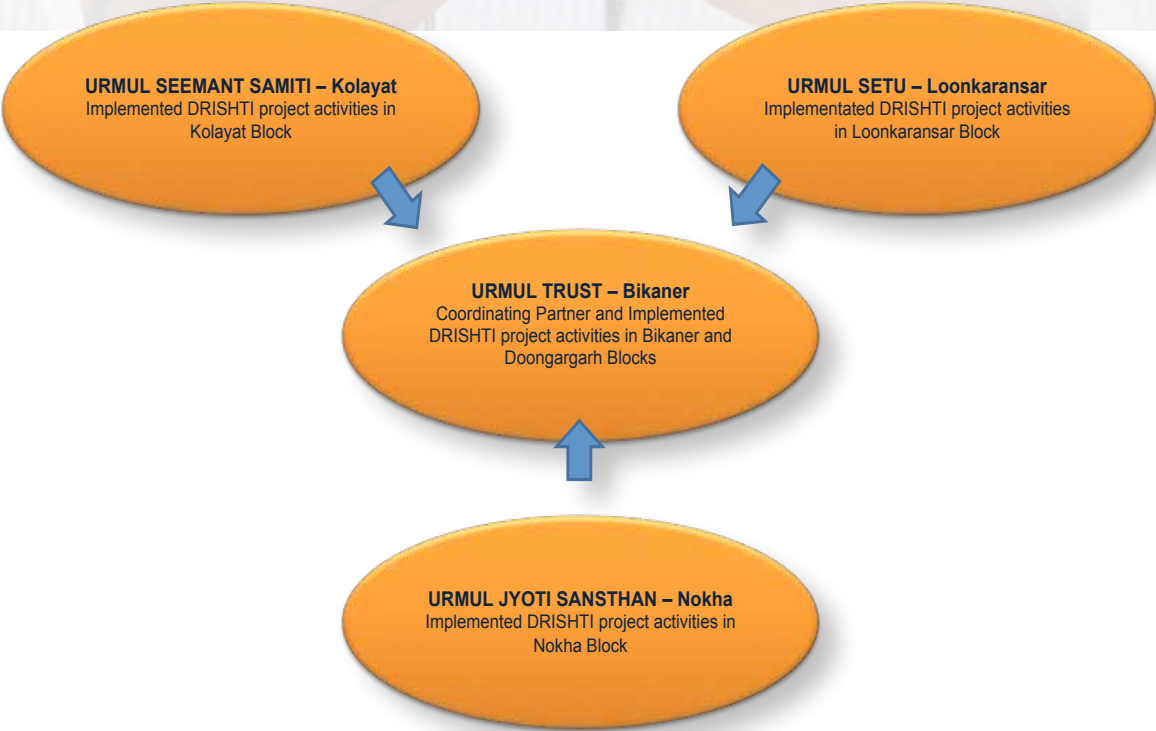 URMUL SEEMANT SAMITI – Kolayat
Implemented DRISHTI project activities in
Kolayat Block
URMUL SETU – Loonkaransar
Implementated DRISHTI project activities
in Loonkaransar Block
URMUL TRUST – Bikaner
Coordinating Partner and Implemented
DRISHTI project activities in Bikaner and
Doongargarh Blocks
URMUL JYOTI SANSTHAN – Nokha
Implemented DRISHTI project activities in
Nokha Block